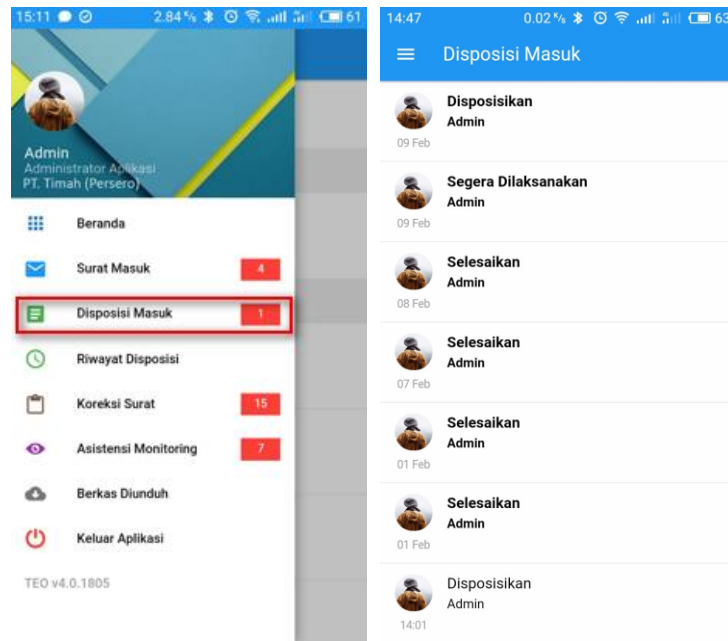 15:11 2.84 K/s 61
Admin
Administrator Aplikasi
PT. Timah (Persero)
Beranda
Surat Masuk 4
Disposisi Masuk 1
Riwayat Disposisi
Koreksi Surat 15
Asistensi Monitoring 7
Berkas Diunduh
Keluar Aplikasi
TEO v4.0.1805
14:47 0.02 K/s 63
Disposisi Masuk
Disposisikan
Admin
09 Feb
Segera Dilaksanakan
Admin
09 Feb
Selesaikan
Admin
08 Feb
Selesaikan
Admin
07 Feb
Selesaikan
Admin
01 Feb
Selesaikan
Admin
01 Feb
Disposisikan
Admin
14:01